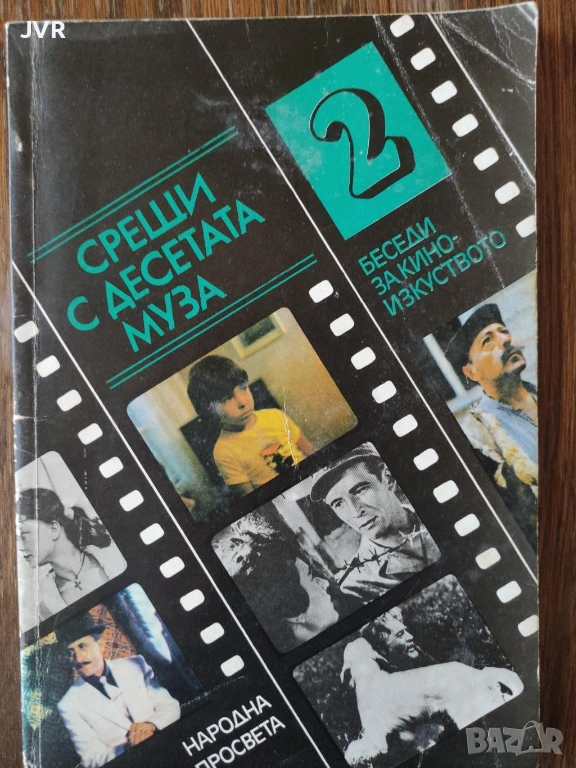 JVR
2
СРЕЩИ
С ДЕСЕТАТА
МУЗА
БЕСЕДИ
ЗА КИНО-
ИЗКУСТВОТО
НАРОДНА
ПРОСВЕТА
BAZAR